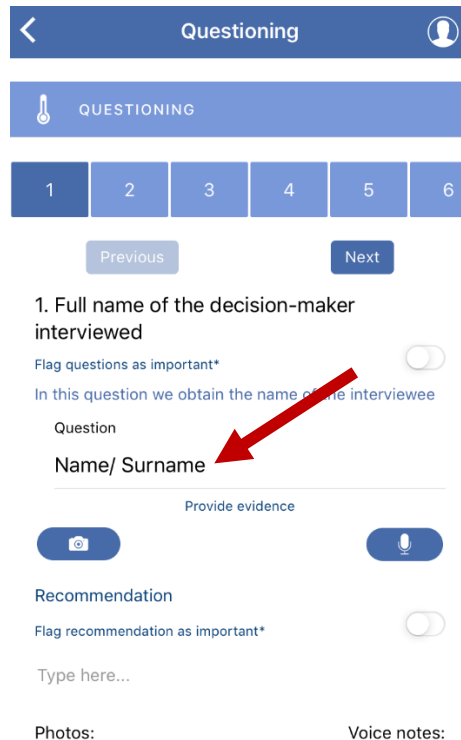 Questioning
QUESTIONING
1 2 3 4 5 6
Previous Next
1. Full name of the decision-maker
interviewed
Flag questions as important*
In this question we obtain the name of the interviewee
Question
Name/ Surname
Provide evidence
Recommendation
Flag recommendation as important*
Type here...
Photos: Voice notes: